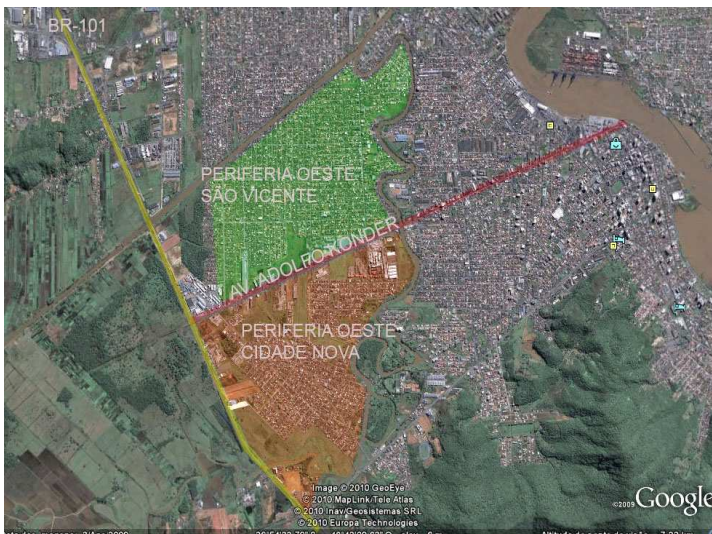 BR-101
PERIFERIA OESTE
SÃO VICENTE
AV. ADOLFO KONDER
PERIFERIA OESTE
CIDADE NOVA
Image © 2010 GeoEye
© 2010 MapLink/Tele Atlas
© 2010 Inav/Geosistemas SRL
© 2010 Europa Technologies
©2009 Google